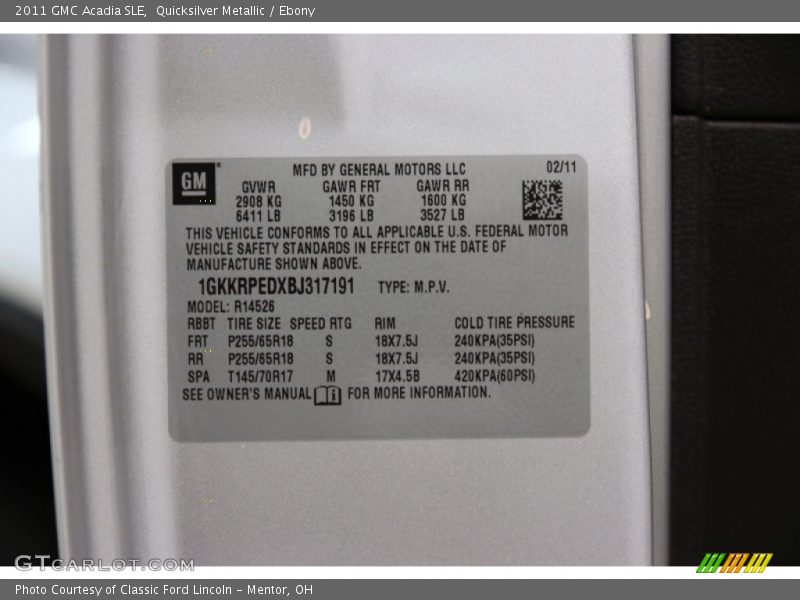 2011 GMC Acadia SLE, Quicksilver Metallic / Ebony
GM
MFD BY GENERAL MOTORS LLC 02/11
GVWR GAWR FRT GAWR RR
2908 KG 1450 KG 1600 KG
6411 LB 3196 LB 3527 LB
THIS VEHICLE CONFORMS TO ALL APPLICABLE U.S. FEDERAL MOTOR
VEHICLE SAFETY STANDARDS IN EFFECT ON THE DATE OF
MANUFACTURE SHOWN ABOVE.
1GKKRPEDXBJ317191 TYPE: M.P.V.
MODEL: R14526
RBBT TIRE SIZE SPEED RTG RIM COLD TIRE PRESSURE
FRT P255/65R18 S 18X7.5J 240KPA(35PSI)
RR P255/65R18 S 18X7.5J 240KPA(35PSI)
SPA T145/70R17 M 17X4.5B 420KPA(60PSI)
SEE OWNER'S MANUAL i FOR MORE INFORMATION.
GTCARLOT.COM
Photo Courtesy of Classic Ford Lincoln - Mentor, OH